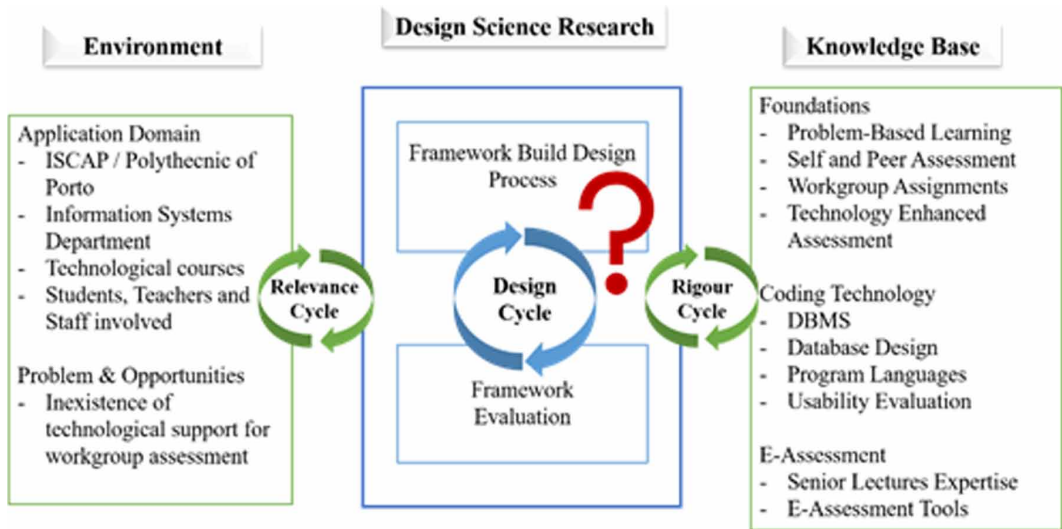 Environment
Application Domain
- ISCAP / Polythecnic of
Porto
- Information Systems
Department
- Technological courses
- Students, Teachers and
Staff involved
Problem & Opportunities
- Inexistence of
technological support for
workgroup assessment
Relevance
Cycle
Design Science Research
Framework Build Design
Process
?
Design
Cycle
Framework
Evaluation
Rigour
Cycle
Knowledge Base
Foundations
- Problem-Based Learning
- Self and Peer Assessment
- Workgroup Assignments
- Technology Enhanced
Assessment
Coding Technology
- DBMS
- Database Design
- Program Languages
- Usability Evaluation
E-Assessment
- Senior Lectures Expertise
- E-Assessment Tools